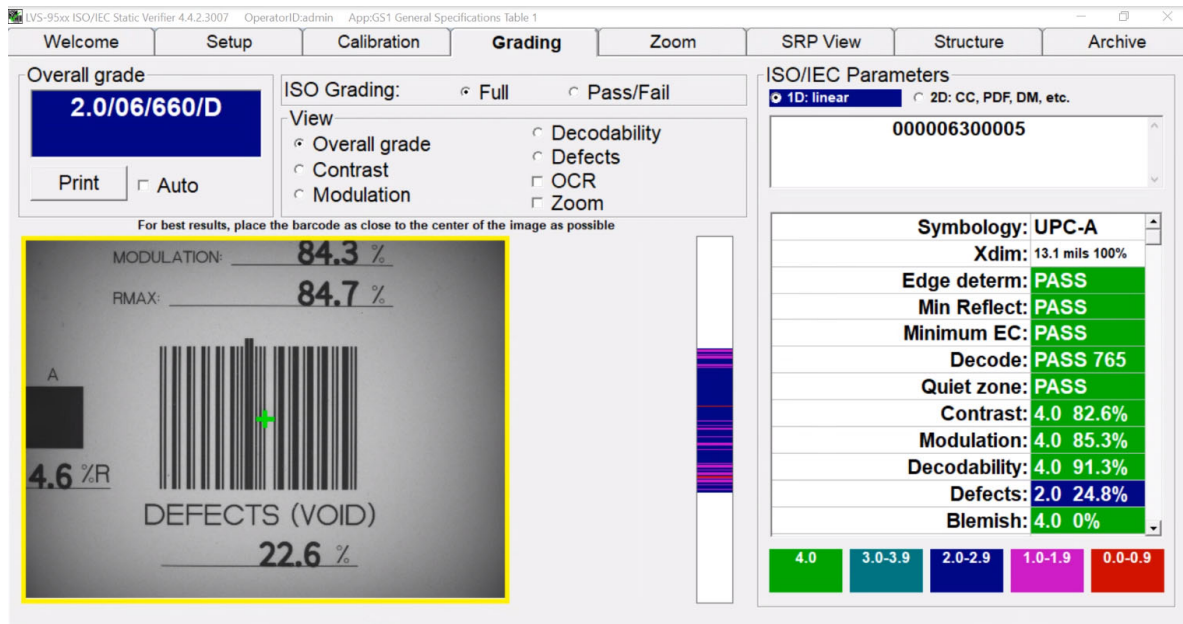 LVS-95xx ISO/IEC Static Verifier 4.4.2.3007 OperatorID:admin App:GS1 General Specifications Table 1
Welcome Setup Calibration Grading Zoom SRP View Structure Archive
Overall grade
2.0/06/660/D
Print Auto
ISO Grading: Full Pass/Fail
View
Overall grade
Contrast
Modulation
Decodability
Defects
OCR
Zoom
For best results, place the barcode as close to the center of the image as possible
MODULATION: 84.3 %
RMAX: 84.7 %
A
4.6 %R
DEFECTS (VOID)
22.6 %
ISO/IEC Parameters
1D: linear 2D: CC, PDF, DM, etc.
000006300005
Symbology: UPC-A
Xdim: 13.1 mils 100%
Edge determ: PASS
Min Reflect: PASS
Minimum EC: PASS
Decode: PASS 765
Quiet zone: PASS
Contrast: 4.0 82.6%
Modulation: 4.0 85.3%
Decodability: 4.0 91.3%
Defects: 2.0 24.8%
Blemish: 4.0 0%
4.0 3.0-3.9 2.0-2.9 1.0-1.9 0.0-0.9